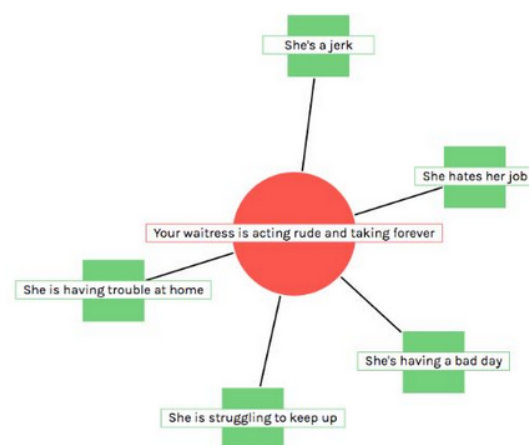 She's a jerk
She hates her job
Your waitress is acting rude and taking forever
She is having trouble at home
She's having a bad day
She is struggling to keep up